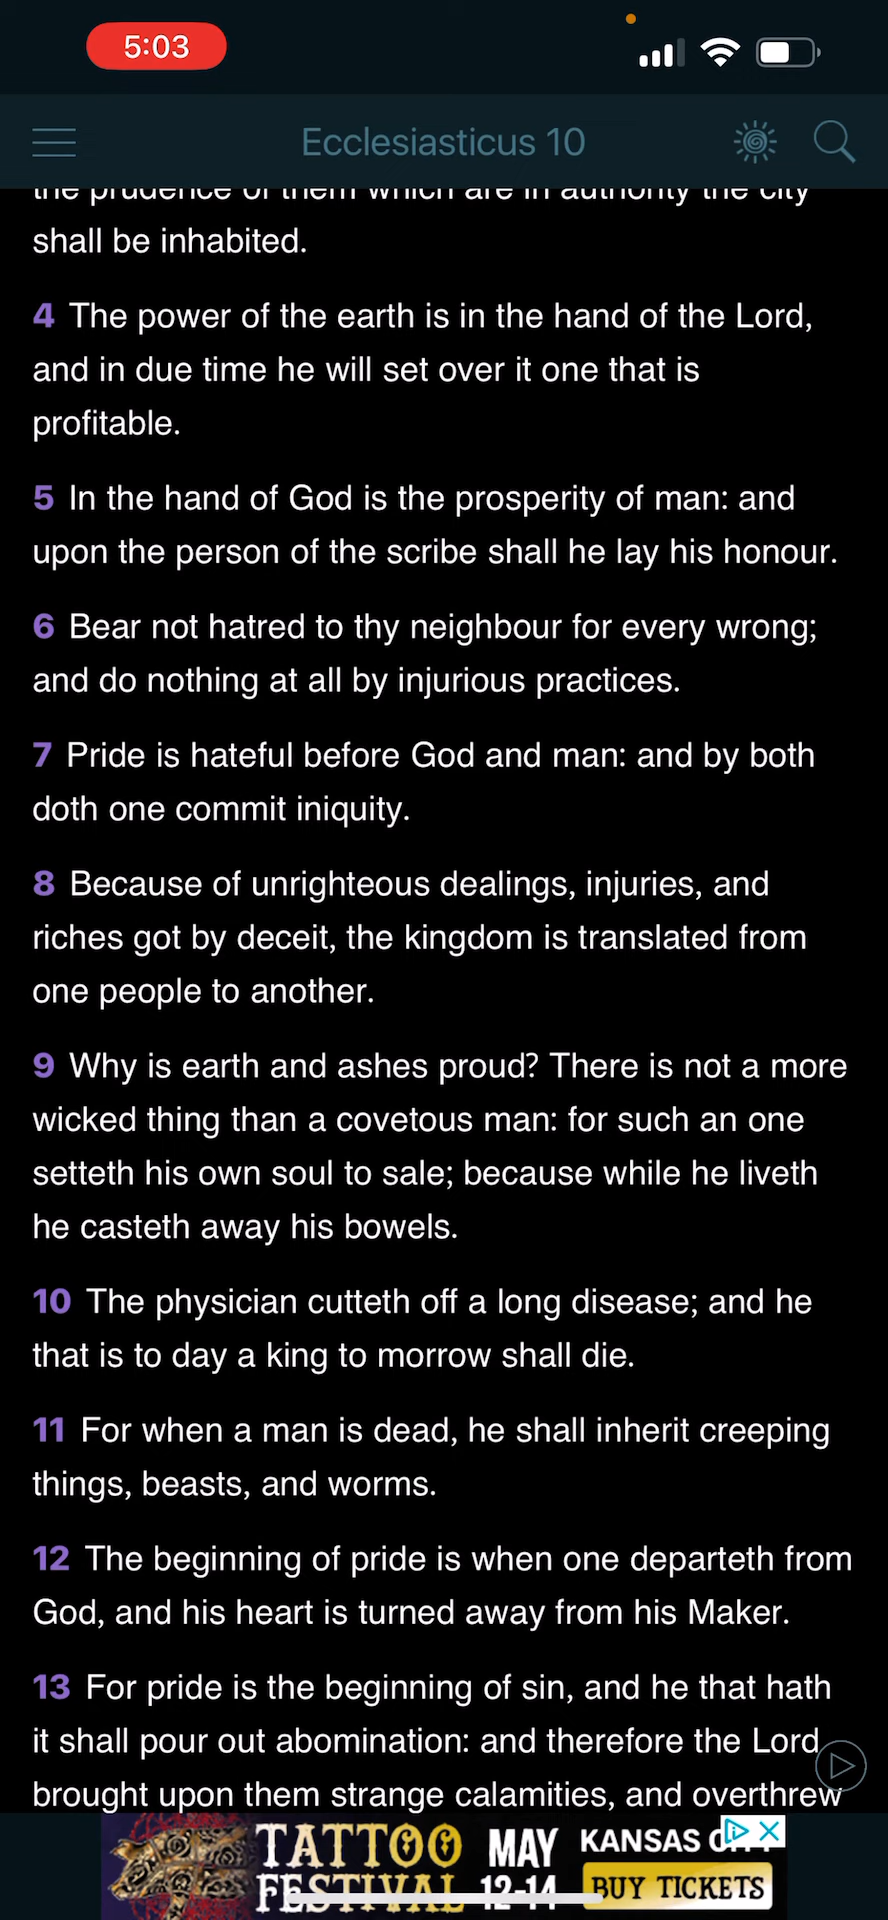 5:03
Ecclesiasticus 10
the prudence of them which are in authority the city
shall be inhabited.
4 The power of the earth is in the hand of the Lord,
and in due time he will set over it one that is
profitable.
5 In the hand of God is the prosperity of man: and
upon the person of the scribe shall he lay his honour.
6 Bear not hatred to thy neighbour for every wrong;
and do nothing at all by injurious practices.
7 Pride is hateful before God and man: and by both
doth one commit iniquity.
8 Because of unrighteous dealings, injuries, and
riches got by deceit, the kingdom is translated from
one people to another.
9 Why is earth and ashes proud? There is not a more
wicked thing than a covetous man: for such an one
setteth his own soul to sale; because while he liveth
he casteth away his bowels.
10 The physician cutteth off a long disease; and he
that is to day a king to morrow shall die.
11 For when a man is dead, he shall inherit creeping
things, beasts, and worms.
12 The beginning of pride is when one departeth from
God, and his heart is turned away from his Maker.
13 For pride is the beginning of sin, and he that hath
it shall pour out abomination: and therefore the Lord
brought upon them strange calamities, and overthrew
TATTOO
FESTIVAL
MAY
12-14
KANSAS
BUY TICKETS